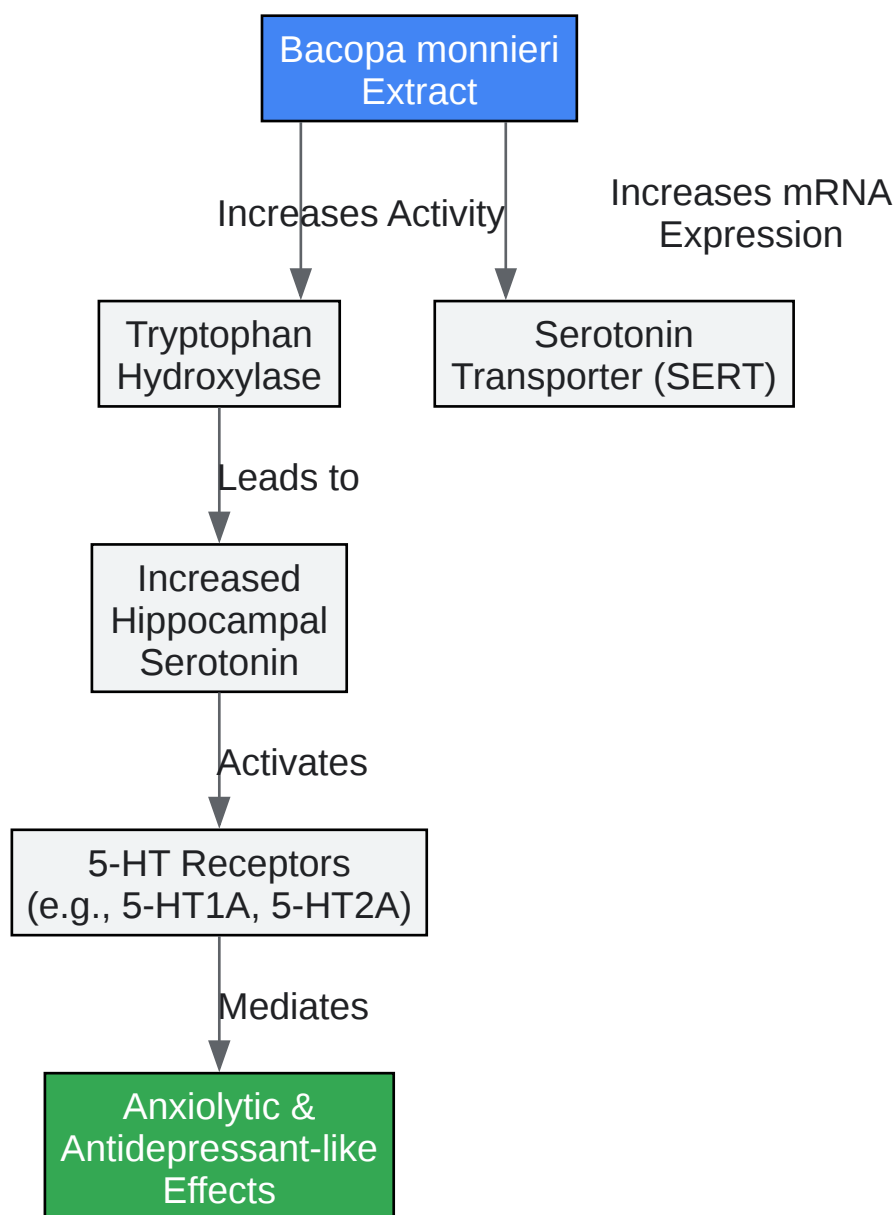 Bacopa monnieri
Extract
Increases Activity
Increases mRNA
Expression
Tryptophan
Hydroxylase
Serotonin
Transporter (SERT)
Leads to
Increased
Hippocampal
Serotonin
Activates
5-HT Receptors
(e.g., 5-HT1A, 5-HT2A)
Mediates
Anxiolytic &
Antidepressant-like
Effects